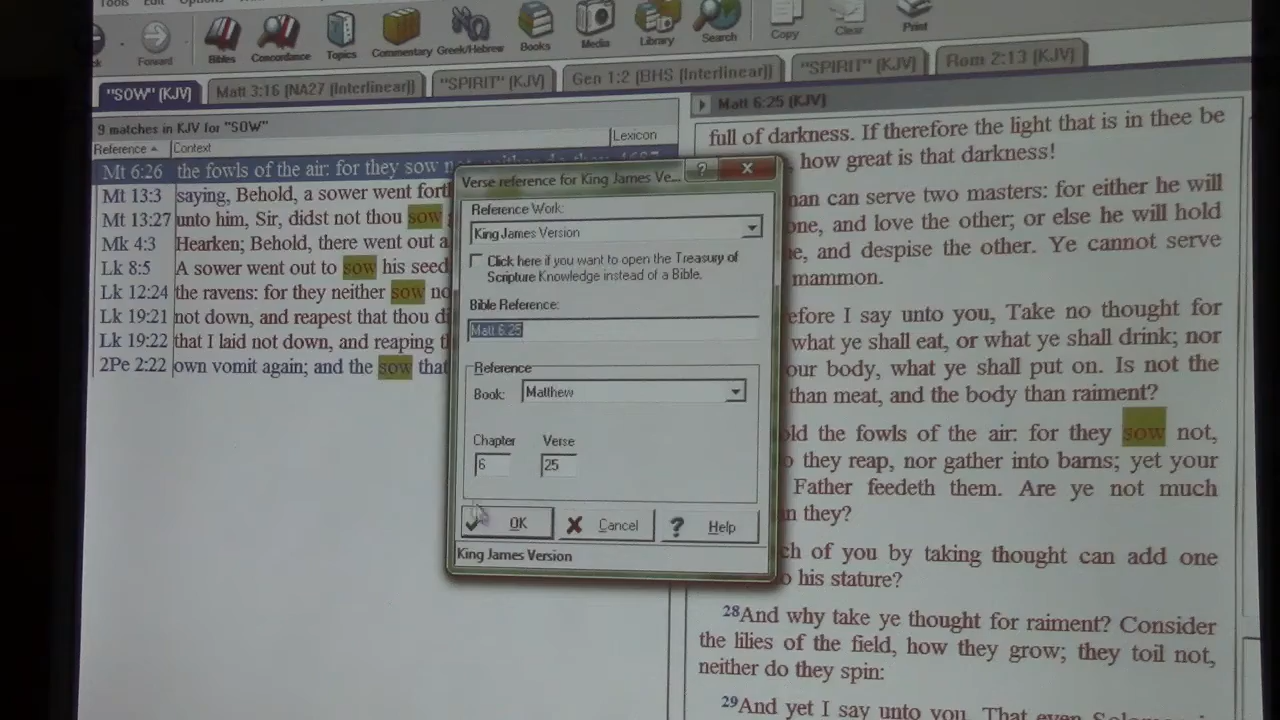 Tools Edit Options
Forward
Bibles
Concordance
Topics
Commentary
Greek/Hebrew
Books
Media
Library
Search
Copy
Clear
Print
"SOW" (KJV)
Matt 3:16 (NA27 (Interlinear))
"SPIRIT" (KJV)
Gen 1:2 (BHS (Interlinear))
"SPIRIT" (KJV)
Rom 2:13 (KJV)
9 matches in KJV for "SOW"
Reference Context Lexicon
Mt 6:26 the fowls of the air: for they sow
Mt 13:3 saying, Behold, a sower went fort
Mt 13:27 unto him, Sir, didst not thou sow
Mk 4:3 Hearken; Behold, there went out a
Lk 8:5 A sower went out to sow his seed
Lk 12:24 the ravens: for they neither sow no
Lk 19:21 not down, and reapest that thou di
Lk 19:22 that I laid not down, and reaping t
2Pe 2:22 own vomit again; and the sow that
Verse reference for King James Ve...
Reference Work:
King James Version
Click here if you want to open the Treasury of
Scripture Knowledge instead of a Bible.
Bible Reference:
Matt 6:25
Reference
Book: Matthew
Chapter Verse
6 25
OK Cancel ? Help
King James Version
Matt 6:25 (KJV)
full of darkness. If therefore the light that is in thee be
, how great is that darkness!
man can serve two masters: for either he will
one, and love the other; or else he will hold
e, and despise the other. Ye cannot serve
mammon.
efore I say unto you, Take no thought for
what ye shall eat, or what ye shall drink; nor
our body, what ye shall put on. Is not the
than meat, and the body than raiment?
old the fowls of the air: for they sow not,
o they reap, nor gather into barns; yet your
Father feedeth them. Are ye not much
n they?
ch of you by taking thought can add one
o his stature?
28And why take ye thought for raiment? Consider
the lilies of the field, how they grow; they toil not,
neither do they spin:
29And yet I say unto you, That even Solomon